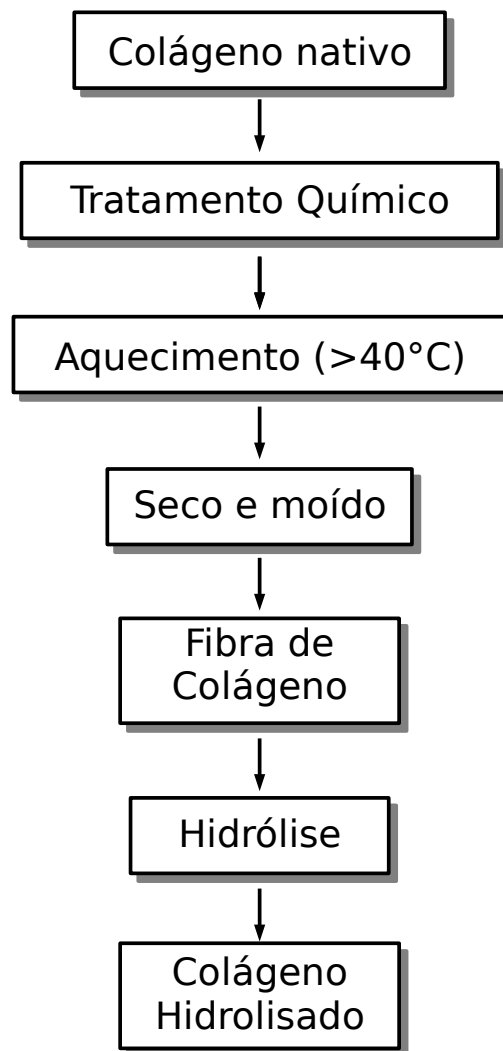 Colágeno nativo
Tratamento Químico
Aquecimento (>40°C)
Seco e moído
Fibra de
Colágeno
Hidrólise
Colágeno
Hidrolisado